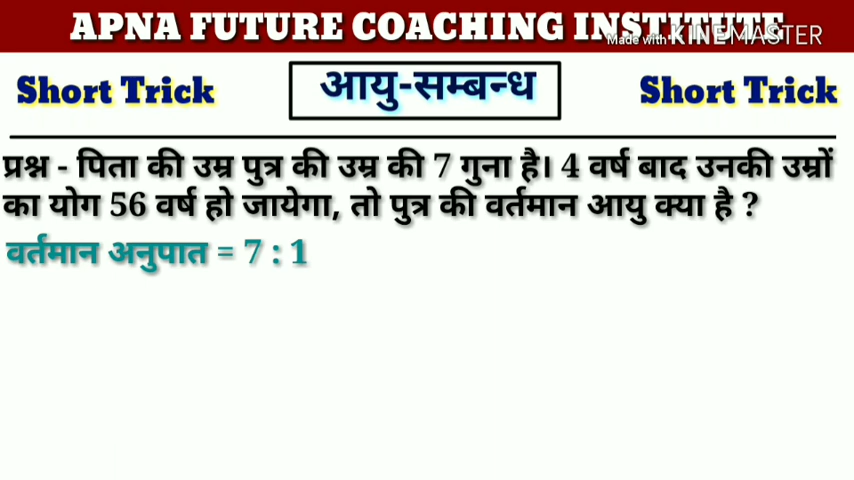 APNA FUTURE COACHING INSTITUTE
Made with KINEMASTER
Short Trick
आयु-सम्बन्ध
Short Trick
प्रश्न - पिता की उम्र पुत्र की उम्र की 7 गुना है। 4 वर्ष बाद उनकी उम्रों
का योग 56 वर्ष हो जायेगा, तो पुत्र की वर्तमान आयु क्या है ?
वर्तमान अनुपात = 7 : 1